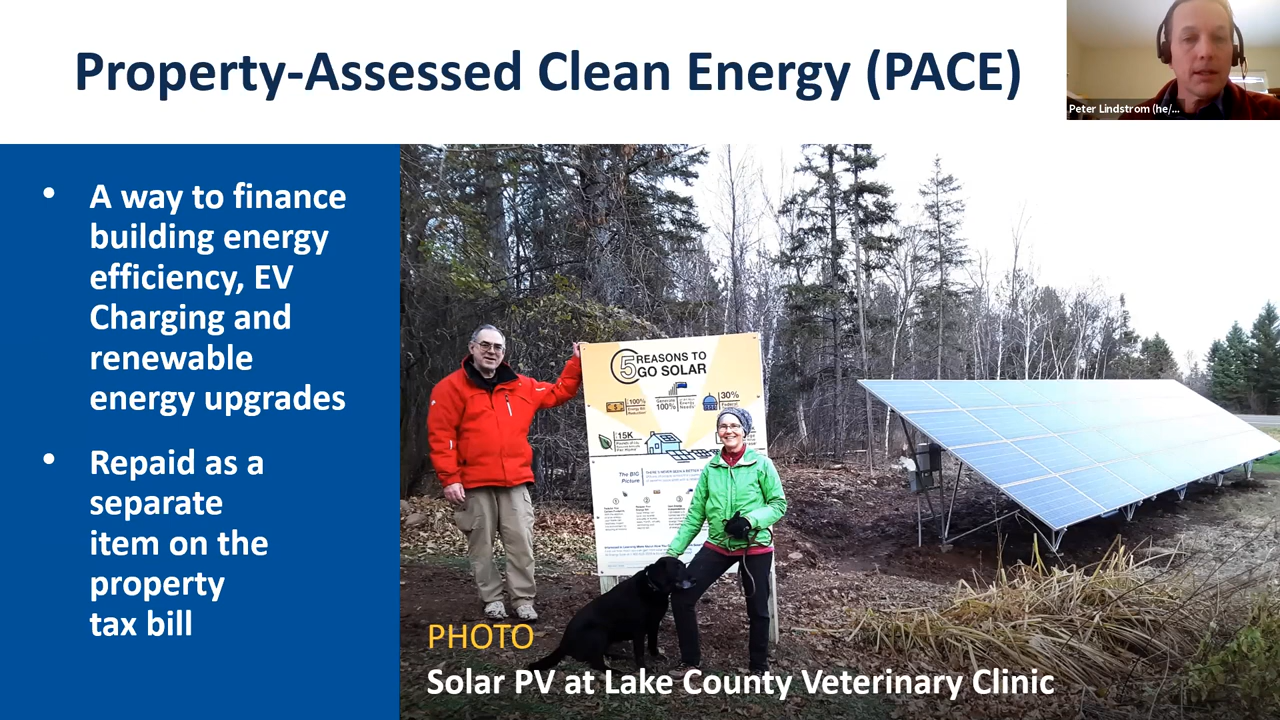 Property-Assessed Clean Energy (PACE)
Peter Lindstrom (he/...
• A way to finance
building energy
efficiency, EV
Charging and
renewable
energy upgrades
• Repaid as a
separate
item on the
property
tax bill
5 REASONS TO
GO SOLAR
100%
30%
100%
15K
The BIG
Picture
PHOTO
Solar PV at Lake County Veterinary Clinic